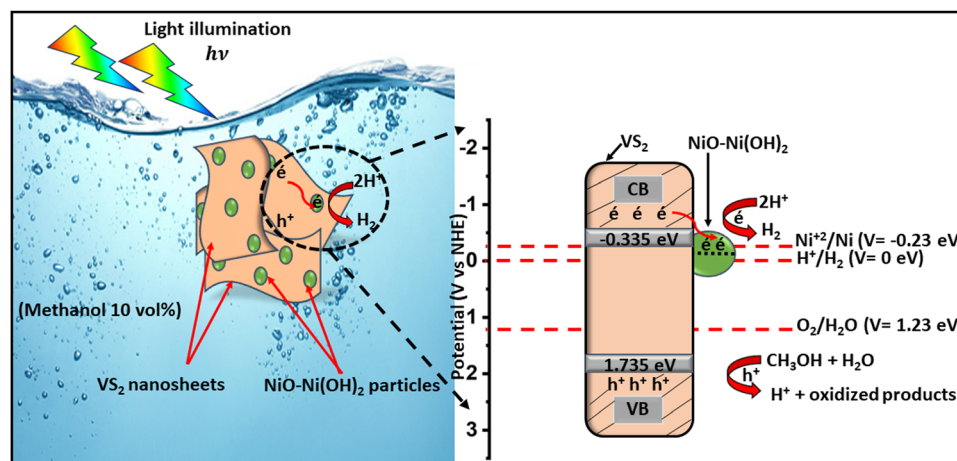 Light illumination
hν
é
é
2H⁺
h⁺
H₂
(Methanol 10 vol%)
VS₂ nanosheets
NiO-Ni(OH)₂ particles
Potential (V vs NHE)
-2
-1
0
1
2
3
VS₂
NiO-Ni(OH)₂
CB
é é é
-0.335 eV
é é
2H⁺
é
H₂
Ni⁺²/Ni (V= -0.23 eV
H⁺/H₂ (V= 0 eV)
O₂/H₂O (V= 1.23 eV)
1.735 eV
h⁺ h⁺ h⁺
VB
CH₃OH + H₂O
h⁺
H⁺ + oxidized products